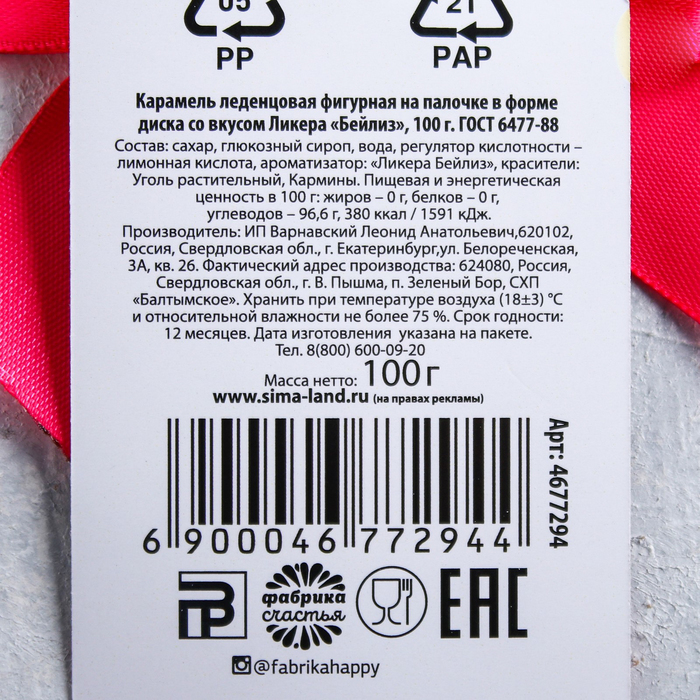 05
21
PP
PAP
Карамель леденцовая фигурная на палочке в форме
диска со вкусом Ликера «Бейлиз», 100 г. ГОСТ 6477-88
Состав: сахар, глюкозный сироп, вода, регулятор кислотности –
лимонная кислота, ароматизатор: «Ликера Бейлиз», красители:
Уголь растительный, Кармины. Пищевая и энергетическая
ценность в 100 г: жиров – 0 г, белков – 0 г,
углеводов – 96,6 г, 380 ккал / 1591 кДж.
Производитель: ИП Варнавский Леонид Анатольевич,620102,
Россия, Свердловская обл., г. Екатеринбург,ул. Белореченская,
3А, кв. 26. Фактический адрес производства: 624080, Россия,
Свердловская обл., г. В. Пышма, п. Зеленый Бор, СХП
«Балтымское». Хранить при температуре воздуха (18±3) °С
и относительной влажности не более 75 %. Срок годности:
12 месяцев. Дата изготовления указана на пакете.
Тел. 8(800) 600-09-20
Масса нетто: 100 г
www.sima-land.ru (на правах рекламы)
Арт: 4677294
6 900046 772944
фабрика
счастья
ЕАС
@fabrikahappy